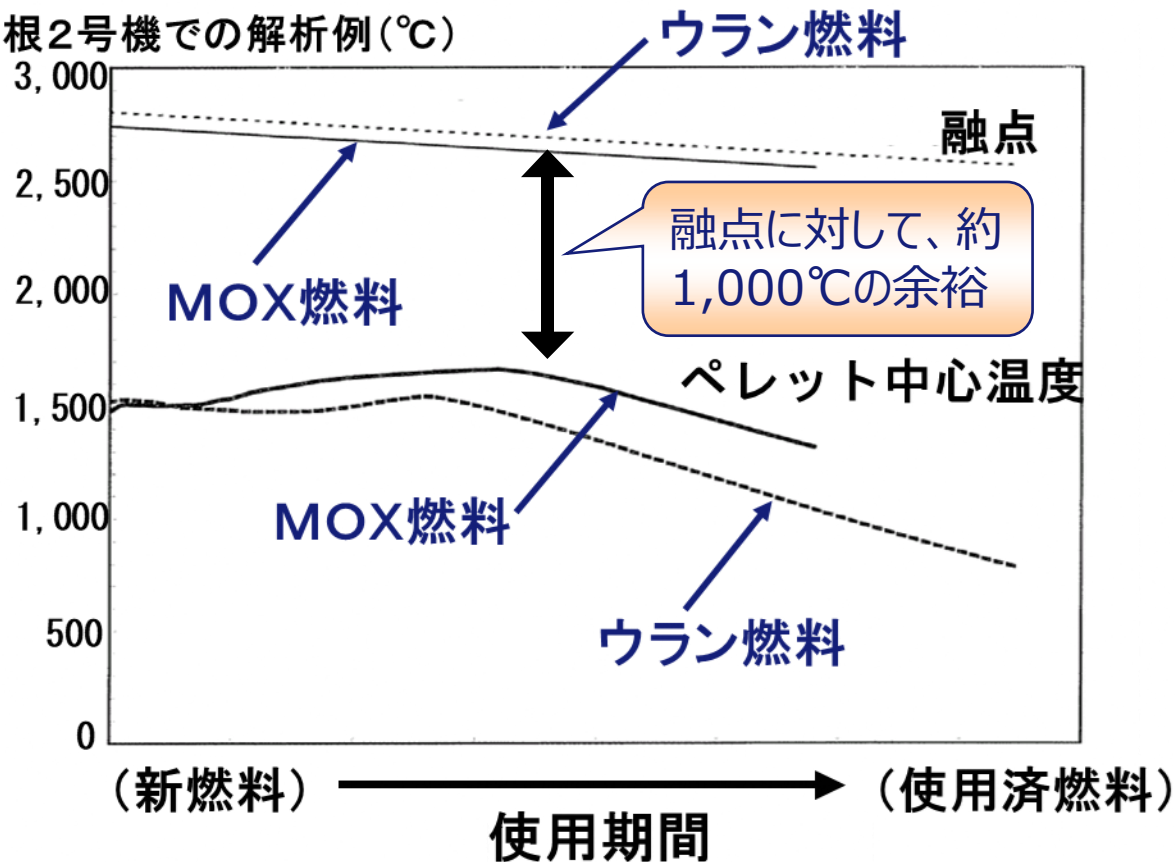 根２号機での解析例(℃)
ウラン燃料
3,000
融点
2,500
融点に対して、約
1,000℃の余裕
2,000
MOX燃料
ペレット中心温度
1,500
1,000
MOX燃料
500
ウラン燃料
0
(新燃料)
(使用済燃料)
使用期間